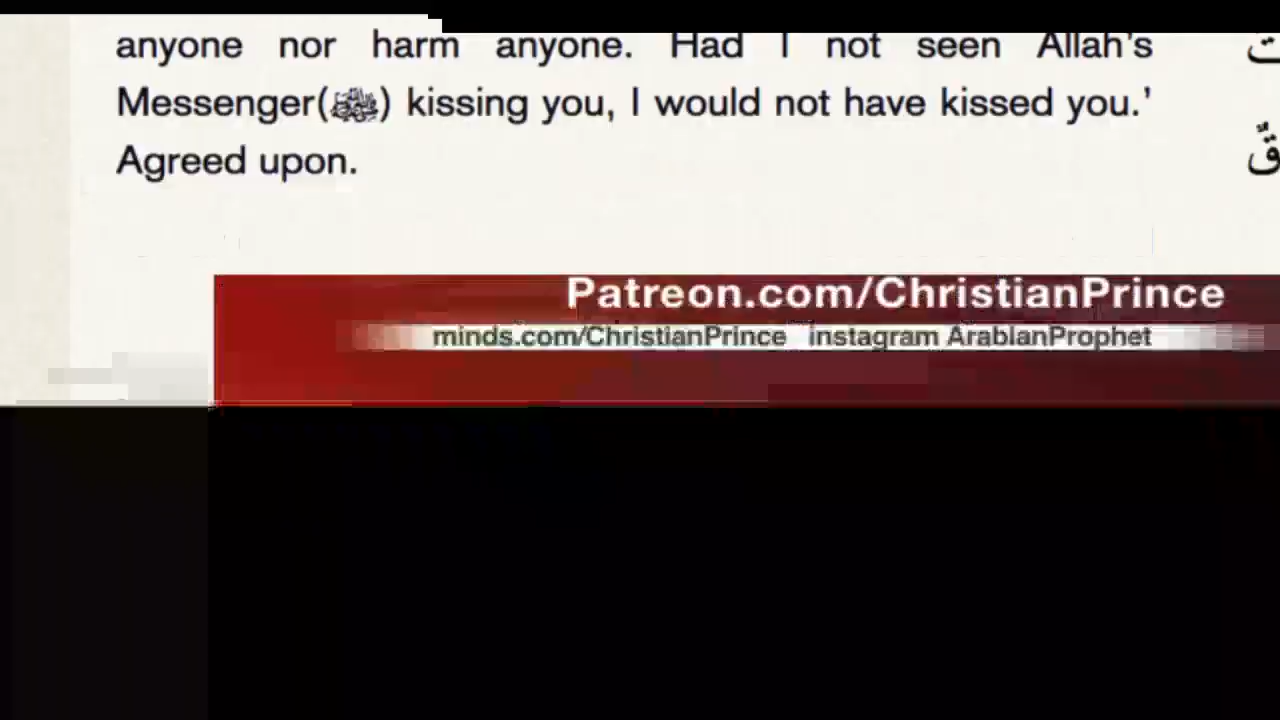 anyone nor harm anyone. Had I not seen Allah's
Messenger(ﷺ) kissing you, I would not have kissed you.'
Agreed upon.
Patreon.com/ChristianPrince
minds.com/ChristianPrince instagram ArabianProphet